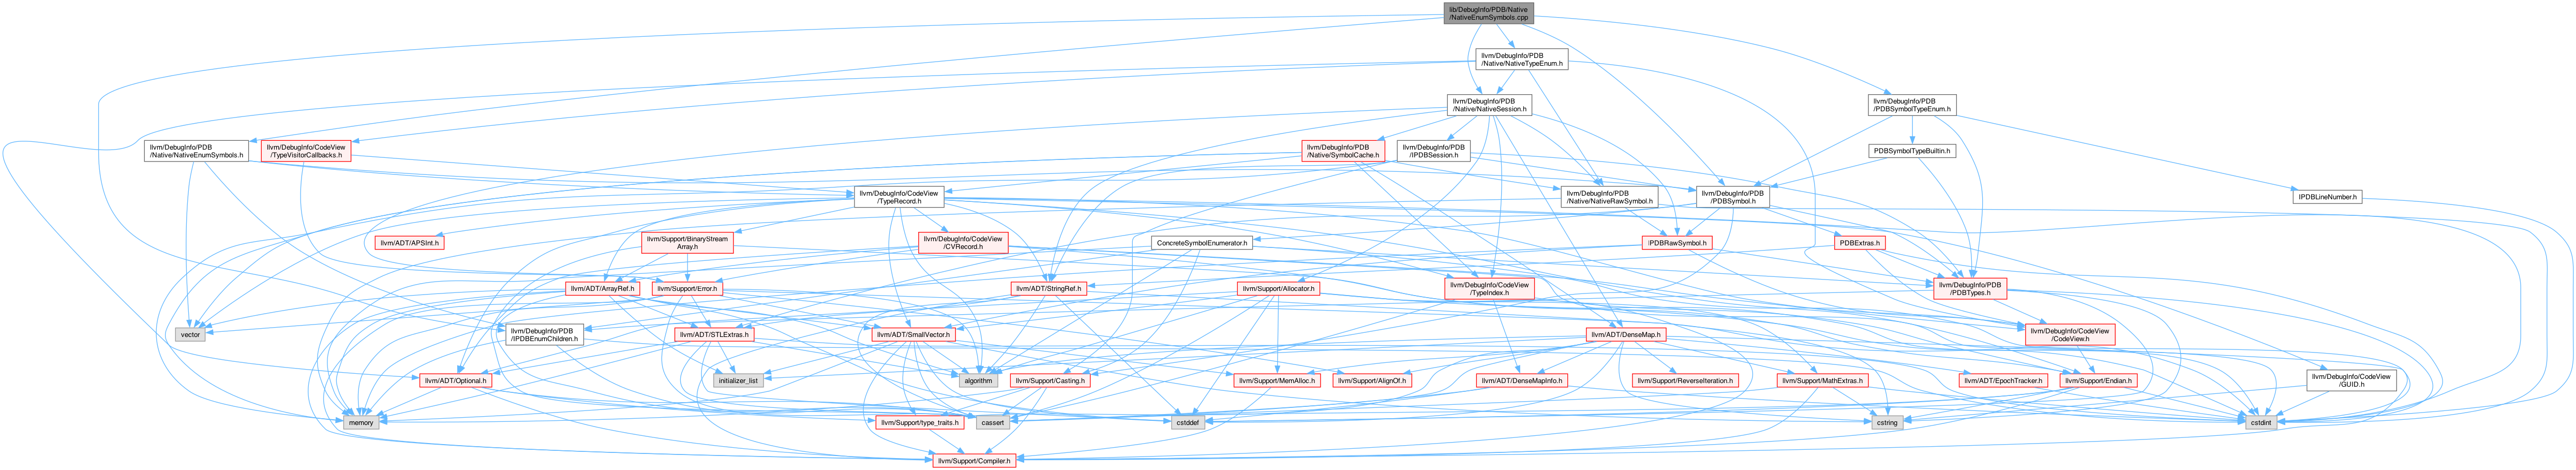 lib/DebugInfo/PDB/Native
/NativeEnumSymbols.cpp
llvm/DebugInfo/PDB
/Native/NativeTypeEnum.h
llvm/DebugInfo/PDB
/Native/NativeSession.h
llvm/DebugInfo/PDB
/PDBSymbolTypeEnum.h
llvm/DebugInfo/PDB
/Native/NativeEnumSymbols.h
llvm/DebugInfo/CodeView
/TypeVisitorCallbacks.h
llvm/DebugInfo/PDB
/Native/SymbolCache.h
llvm/DebugInfo/PDB
/IPDBSession.h
PDBSymbolTypeBuiltin.h
llvm/DebugInfo/CodeView
/TypeRecord.h
llvm/DebugInfo/PDB
/Native/NativeRawSymbol.h
llvm/DebugInfo/PDB
/PDBSymbol.h
IPDBLineNumber.h
llvm/ADT/APSInt.h
llvm/Support/BinaryStream
Array.h
llvm/DebugInfo/CodeView
/CVRecord.h
ConcreteSymbolEnumerator.h
IPDBRawSymbol.h
PDBExtras.h
llvm/ADT/ArrayRef.h
llvm/Support/Error.h
llvm/ADT/StringRef.h
llvm/Support/Allocator.h
llvm/DebugInfo/CodeView
/TypeIndex.h
llvm/DebugInfo/PDB
/PDBTypes.h
vector
llvm/DebugInfo/PDB
/IPDBEnumChildren.h
llvm/ADT/STLExtras.h
llvm/ADT/SmallVector.h
llvm/ADT/DenseMap.h
llvm/DebugInfo/CodeView
/CodeView.h
llvm/ADT/Optional.h
initializer_list
algorithm
llvm/Support/Casting.h
llvm/Support/MemAlloc.h
llvm/Support/AlignOf.h
llvm/ADT/DenseMapInfo.h
llvm/Support/ReverseIteration.h
llvm/Support/MathExtras.h
llvm/ADT/EpochTracker.h
llvm/Support/Endian.h
llvm/DebugInfo/CodeView
/GUID.h
memory
llvm/Support/type_traits.h
cassert
cstddef
cstring
cstdint
llvm/Support/Compiler.h